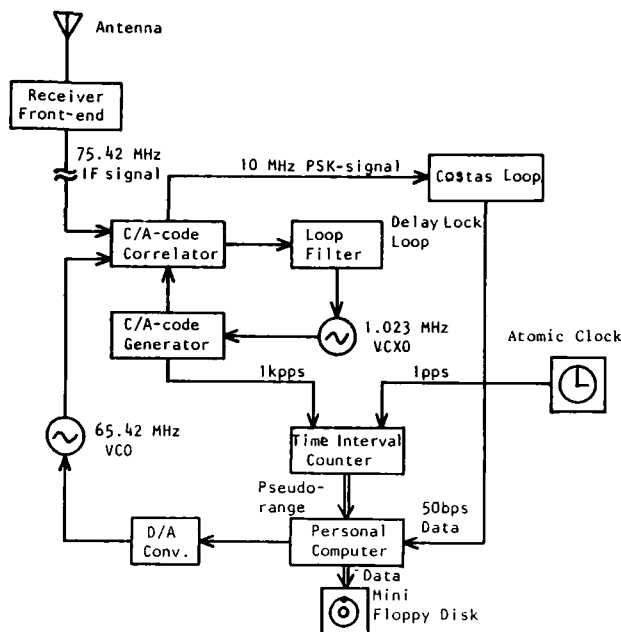 Antenna
Receiver
Front-end
75.42 MHz
IF signal
10 MHz PSK-signal
Costas Loop
C/A-code
Correlator
Loop
Filter
Delay Lock
Loop
C/A-code
Generator
1.023 MHz
VCXO
Atomic Clock
1kpps
1pps
65.42 MHz
VCO
Time Interval
Counter
Pseudo-
range
50bps
Data
D/A
Conv.
Personal
Computer
Data
Mini
Floppy Disk